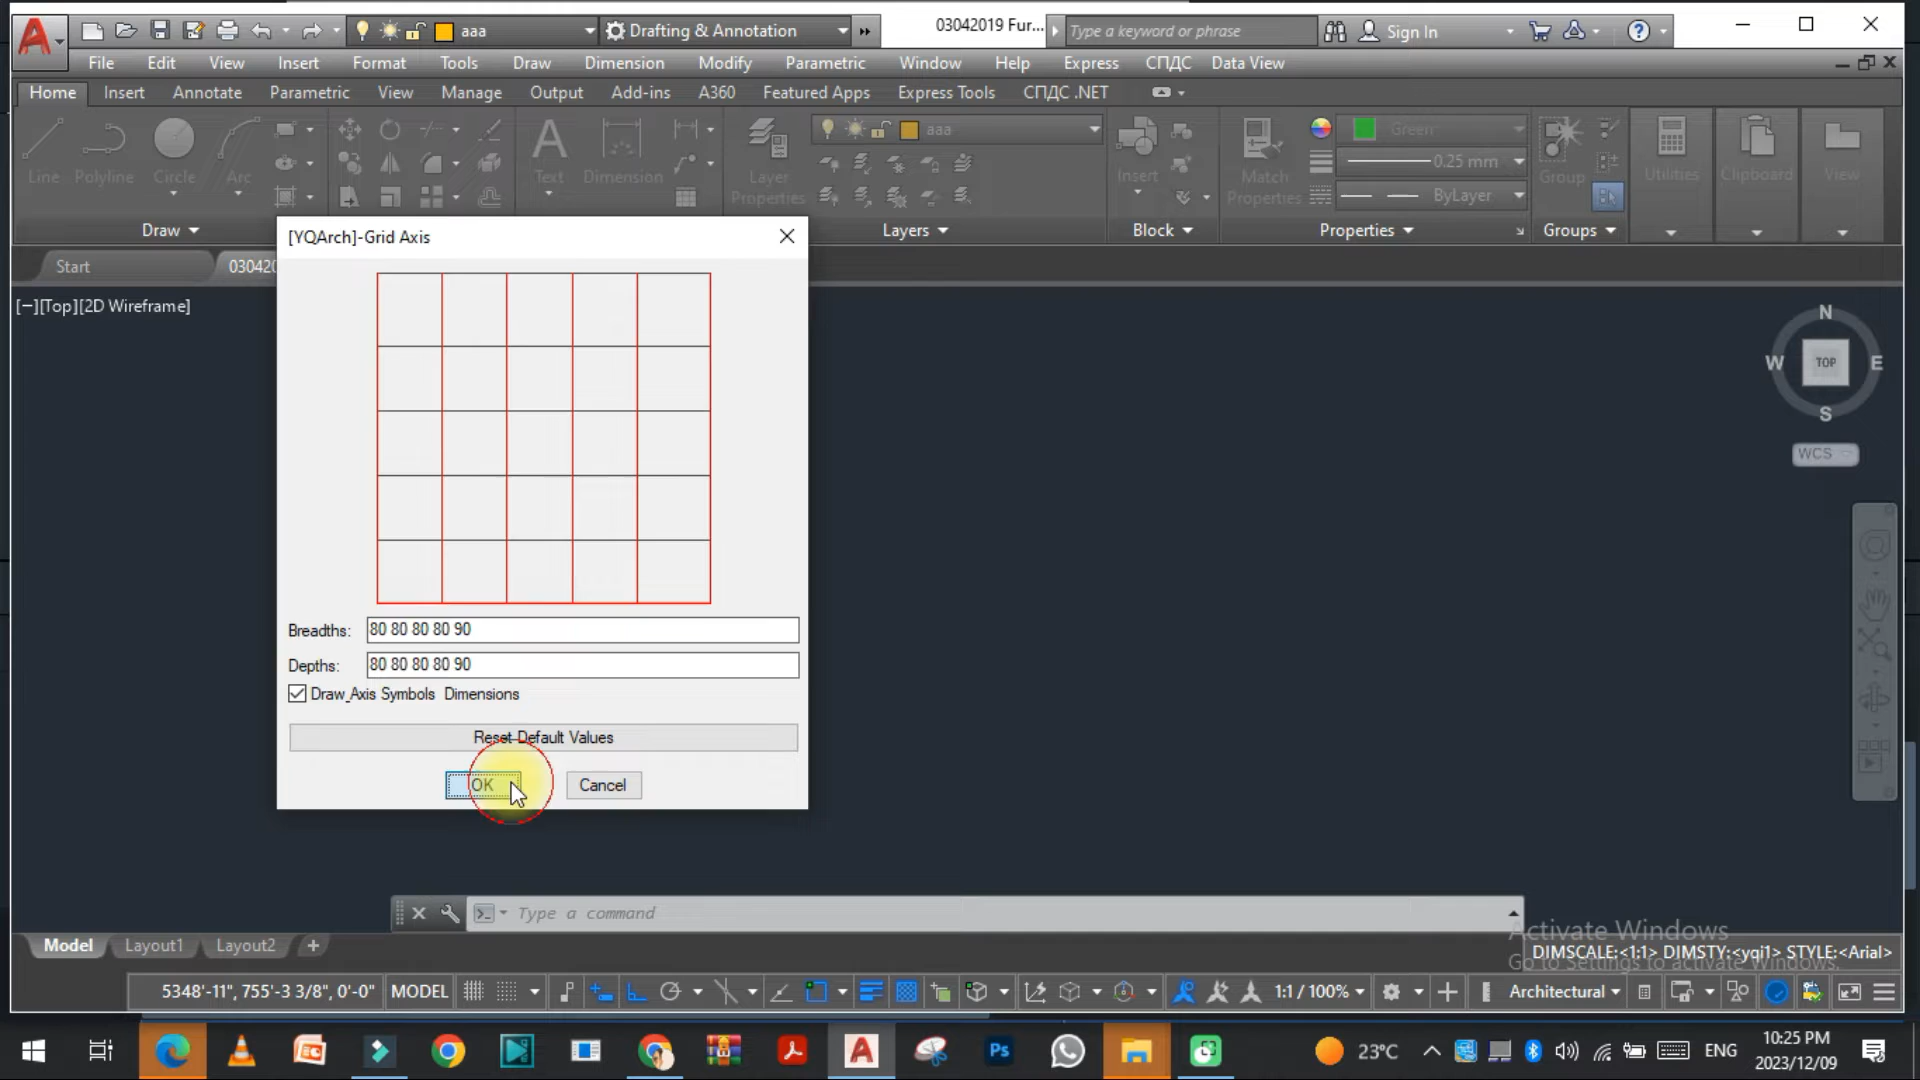 aaa
Drafting & Annotation
03042019 Fur...
Type a keyword or phrase
Sign In
File Edit View Insert Format Tools Draw Dimension Modify Parametric Window Help Express СПДС Data View
Home Insert Annotate Parametric View Manage Output Add-ins A360 Featured Apps Express Tools СПДС .NET
aaa
Green
Line Polyline Circle Arc Text Dimension Layer Properties Insert Match Properties Group Utilities Clipboard View
0.25 mm
ByLayer
Draw Layers Block Properties Groups
[YQArch]-Grid Axis
Start
030420
[−][Top][2D Wireframe]
N
W TOP E
S
WCS
Breadths: 80 80 80 80 90
Depths: 80 80 80 80 90
Draw_Axis Symbols Dimensions
Reset Default Values
OK Cancel
Type a command
Activate Windows
Go to Settings to activate Windows.
DIMSCALE:<1:1> DIMSTY:<yqi1> STYLE:<Arial>
Model Layout1 Layout2 +
5348'-11", 755'-3 3/8", 0'-0" MODEL 1:1 / 100% Architectural
Ps
23°C
ENG
10:25 PM
2023/12/09